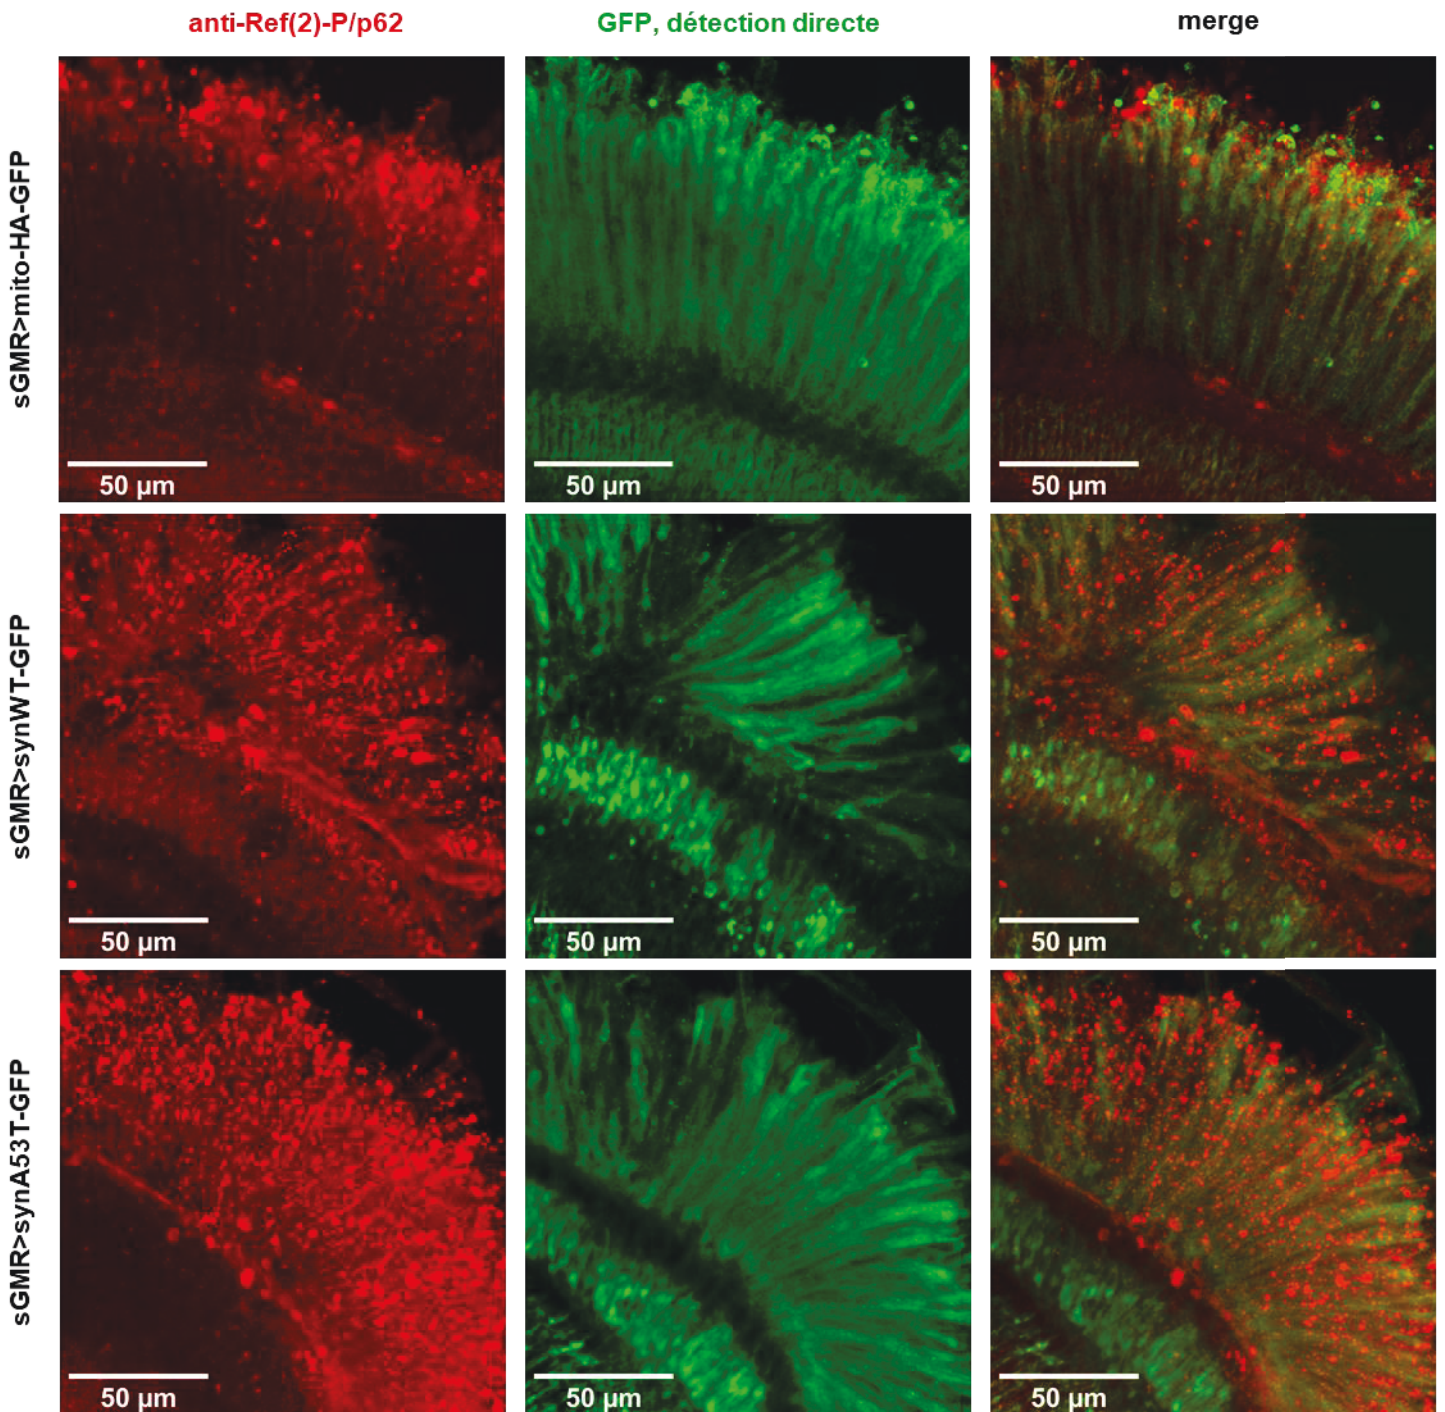 anti-Ref(2)-P/p62
GFP, détection directe
merge
sGMR>mito-HA-GFP
50 µm
50 µm
50 µm
sGMR>synWT-GFP
50 µm
50 µm
50 µm
sGMR>synA53T-GFP
50 µm
50 µm
50 µm